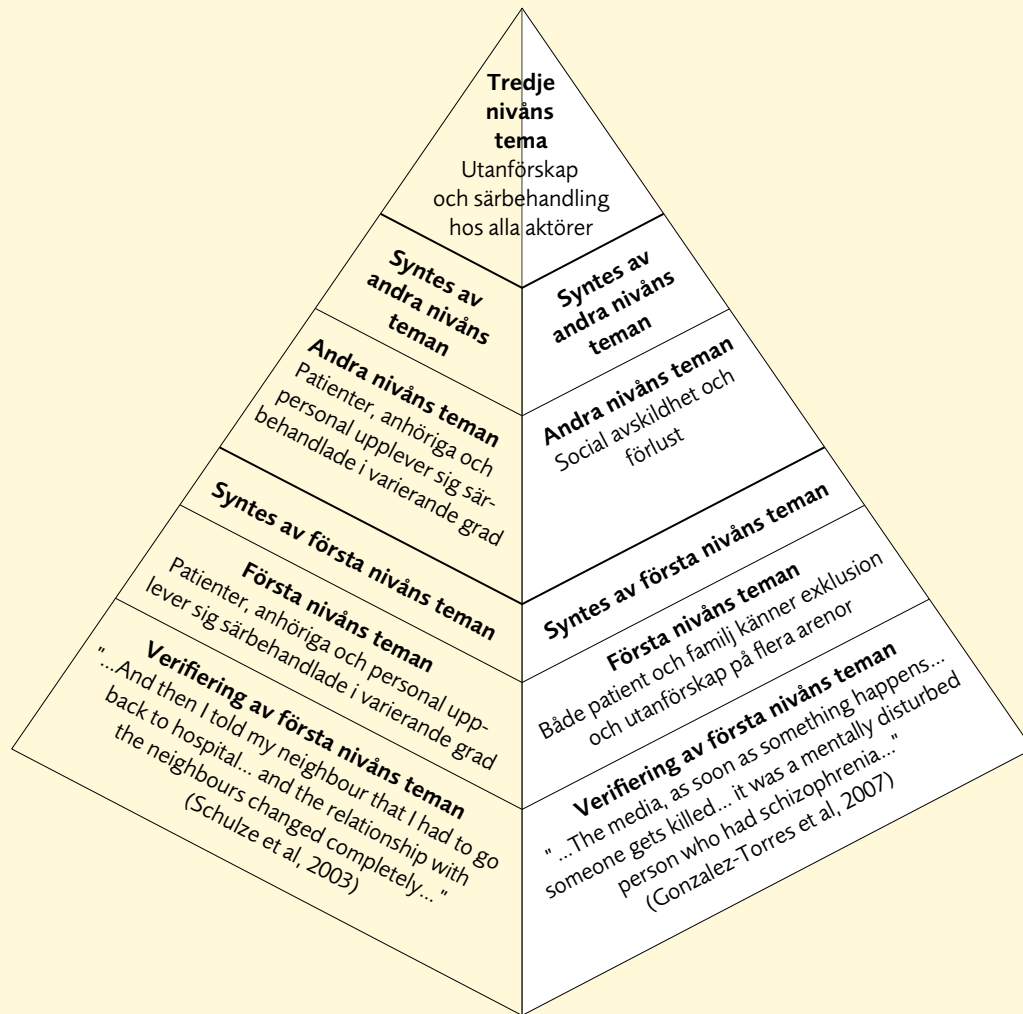 Tredje
nivåns
tema
Utanförskap
och särbehandling
hos alla aktörer
Syntes av
andra nivåns
teman
Andra nivåns teman
Patienter, anhöriga och
personal upplever sig sär-
behandlade i varierande grad
Syntes av första nivåns teman
Första nivåns teman
Patienter, anhöriga och personal upp-
lever sig särbehandlade i varierande grad
Verifiering av första nivåns teman
"...And then I told my neighbour that I had to go
back to hospital... and the relationship with
the neighbours changed completely..."
(Schulze et al, 2003)
Syntes av
andra nivåns
teman
Andra nivåns teman
Social avskildhet och
förlust
Syntes av första nivåns teman
Första nivåns teman
Både patient och familj känner exklusion
och utanförskap på flera arenor
Verifiering av första nivåns teman
" ...The media, as soon as something happens...
someone gets killed... it was a mentally disturbed
person who had schizophrenia..."
(Gonzalez-Torres et al, 2007)